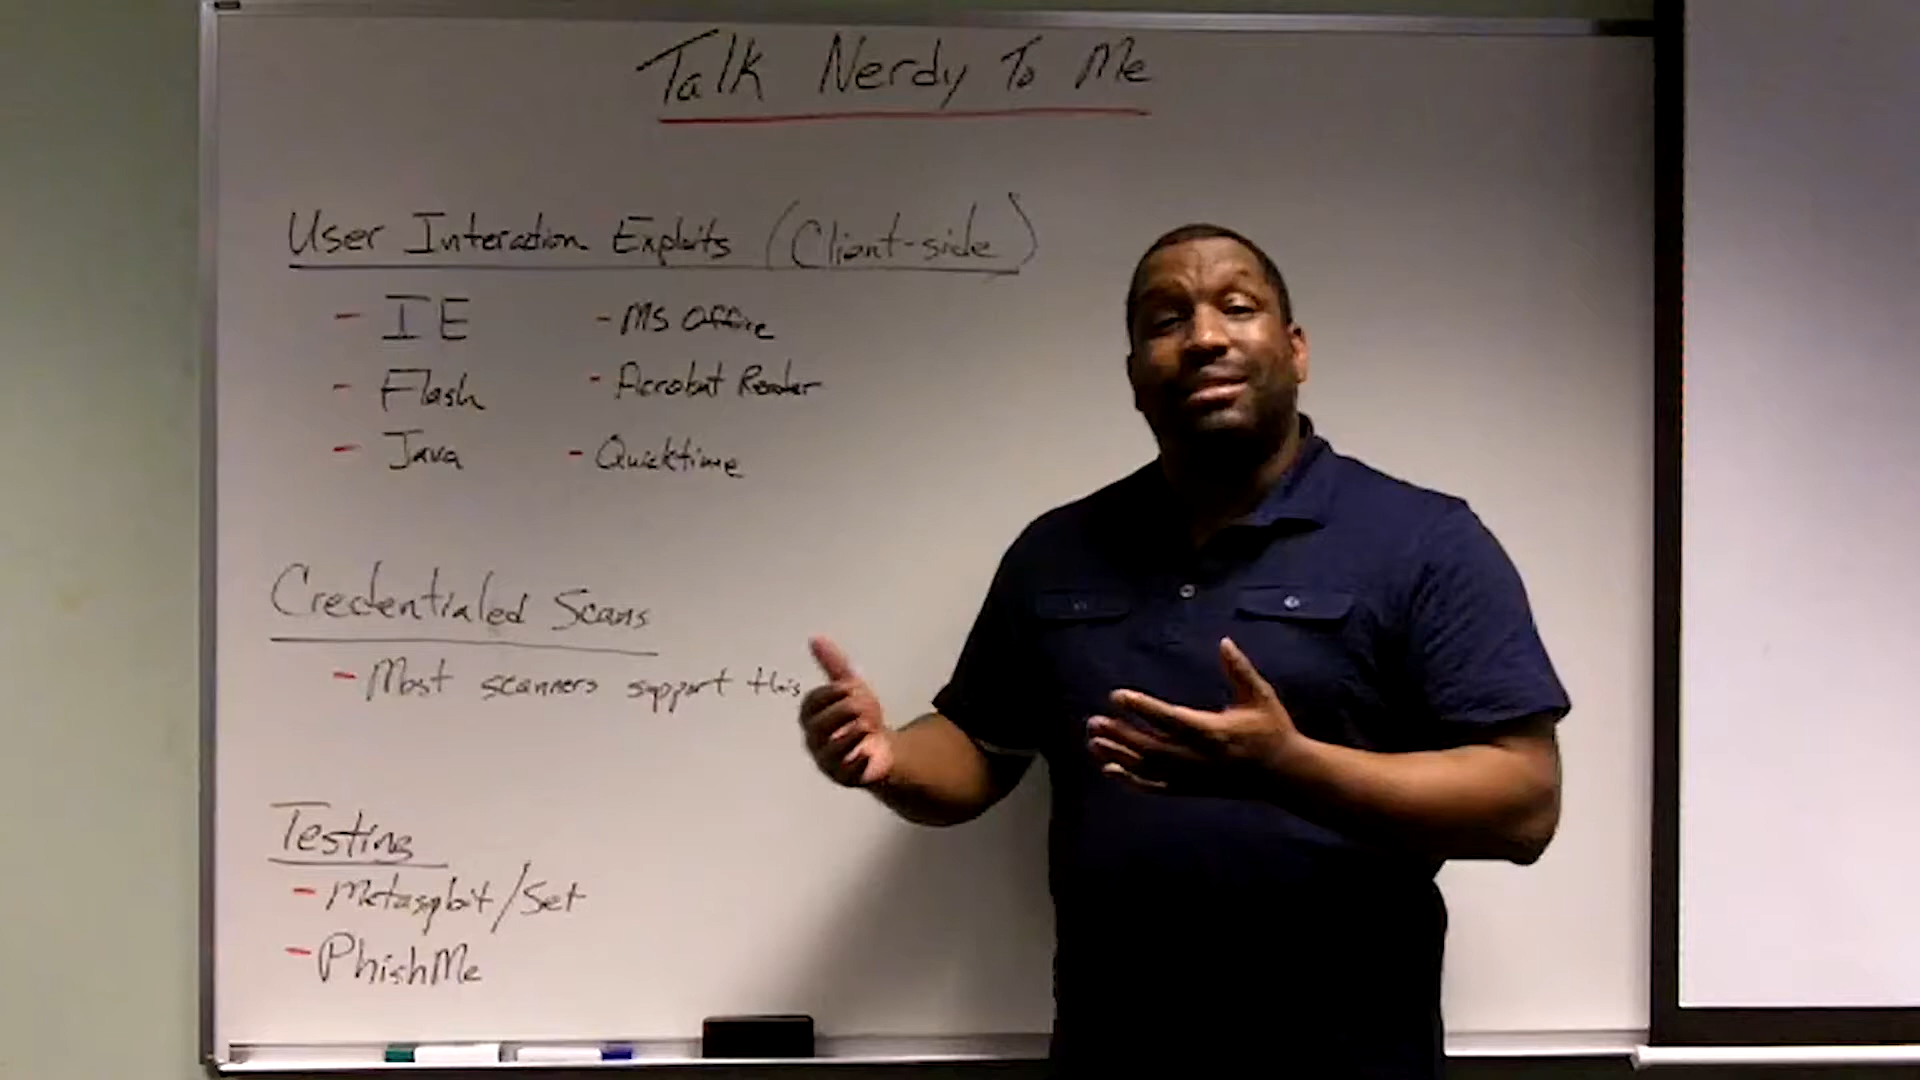 Talk Nerdy To Me
User Interaction Exploits (Client-side)
- IE - MS Office
- Flash - Acrobat Reader
- Java - Quicktime
Credentialed Scans
- Most scanners support this
Testing
- Metasploit/Set
- PhishMe